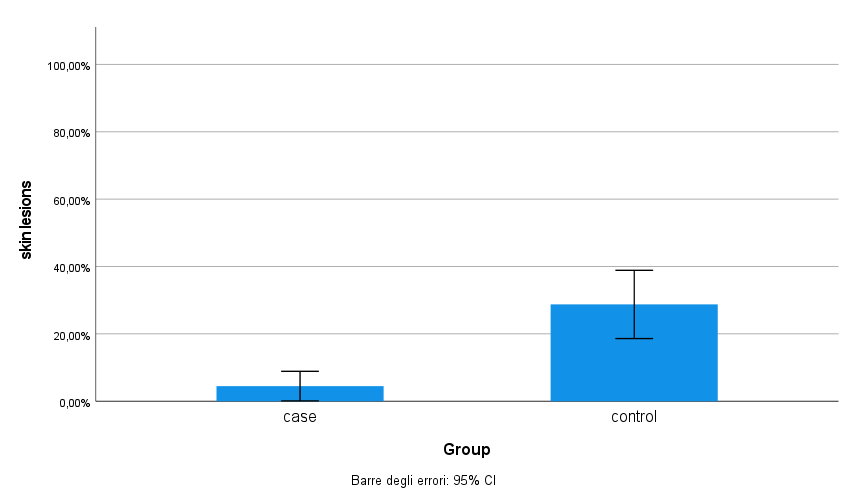 100,00%
80,00%
60,00%
40,00%
20,00%
0,00%
skin lesions
case
control
Group
Barre degli errori: 95% CI